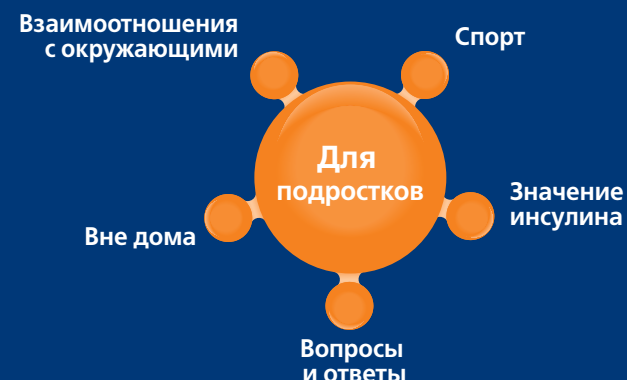 Взаимоотношения
с окружающими
Спорт
Для
подростков
Значение
инсулина
Вне дома
Вопросы
и ответы